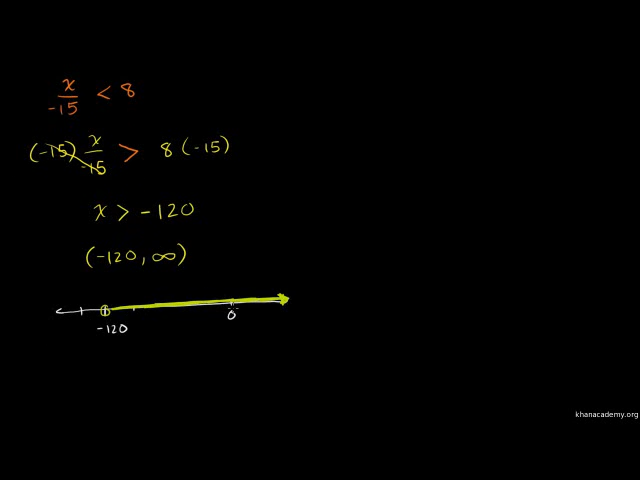 x/-15 < 8
(-15) x/-15 > 8 (-15)
x > -120
(-120, ∞)
-120 0
khanacademy.org